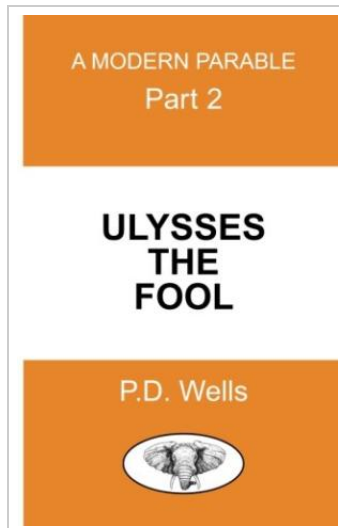 A MODERN PARABLE
Part 2
ULYSSES
THE
FOOL
P.D. Wells